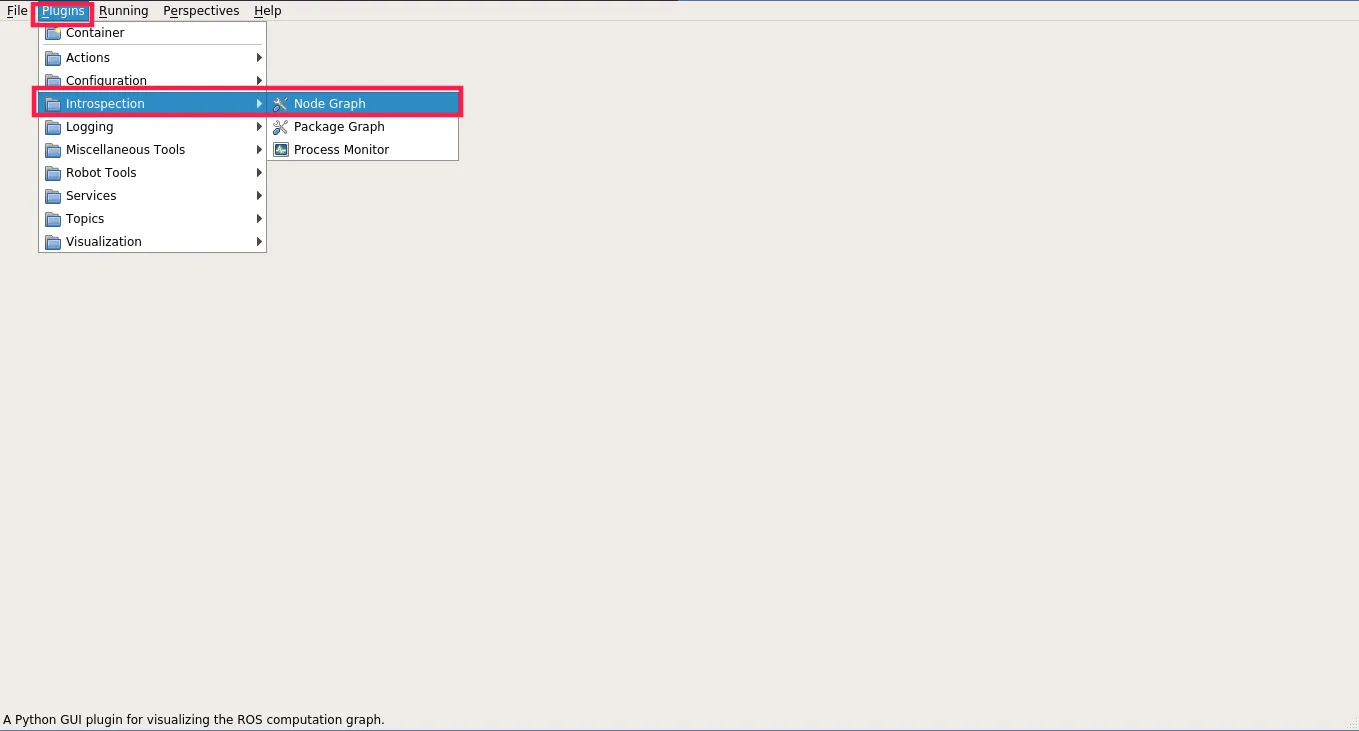 File Plugins Running Perspectives Help
Container
Actions
Configuration
Introspection Node Graph
Logging Package Graph
Miscellaneous Tools Process Monitor
Robot Tools
Services
Topics
Visualization
A Python GUI plugin for visualizing the ROS computation graph.